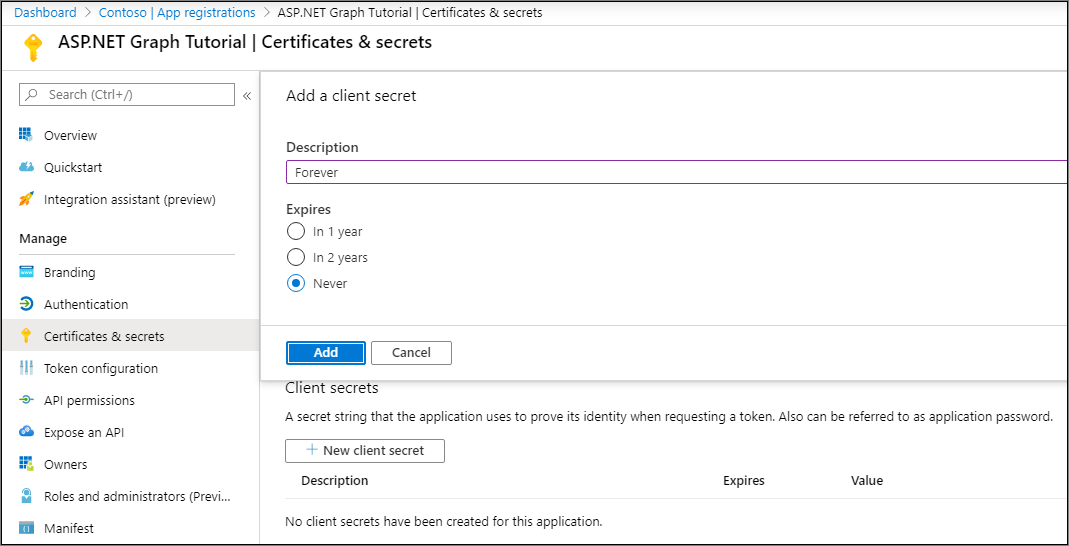 Dashboard > Contoso | App registrations > ASP.NET Graph Tutorial | Certificates & secrets
ASP.NET Graph Tutorial | Certificates & secrets
Search (Ctrl+/)
«
Overview
Quickstart
Integration assistant (preview)
Manage
Branding
Authentication
Certificates & secrets
Token configuration
API permissions
Expose an API
Owners
Roles and administrators (Previ...
Manifest
Add a client secret
Description
Forever
Expires
In 1 year
In 2 years
Never
Add Cancel
Client secrets
A secret string that the application uses to prove its identity when requesting a token. Also can be referred to as application password.
+ New client secret
Description Expires Value
No client secrets have been created for this application.